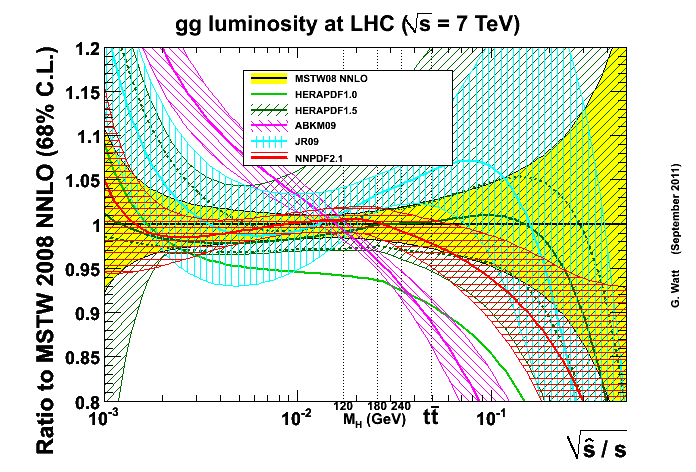 gg luminosity at LHC (√s = 7 TeV)
Ratio to MSTW 2008 NNLO (68% C.L.)
1.2
1.15
1.1
1.05
1
0.95
0.9
0.85
0.8
MSTW08 NNLO
HERAPDF1.0
HERAPDF1.5
ABKM09
JR09
NNPDF2.1
10⁻³
10⁻²
10⁻¹
120 180 240
M_H (GeV)
tt̄
√ŝ / s
G. Watt (September 2011)